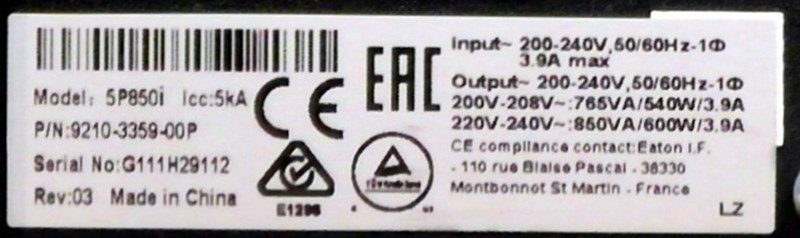 Model: 5P850i Icc:5kA
P/N:9210-3359-00P
Serial No:G111H29112
Rev:03 Made in China
CE
EAC
E1296
Input~ 200-240V,50/60Hz-1Φ
3.9A max
Output~ 200-240V,50/60Hz-1Φ
200V-208V~:765VA/540W/3.9A
220V-240V~:850VA/600W/3.9A
CE compliance contact:Eaton I.F.
- 110 rue Blaise Pascal - 38330
Montbonnot St Martin - France
LZ